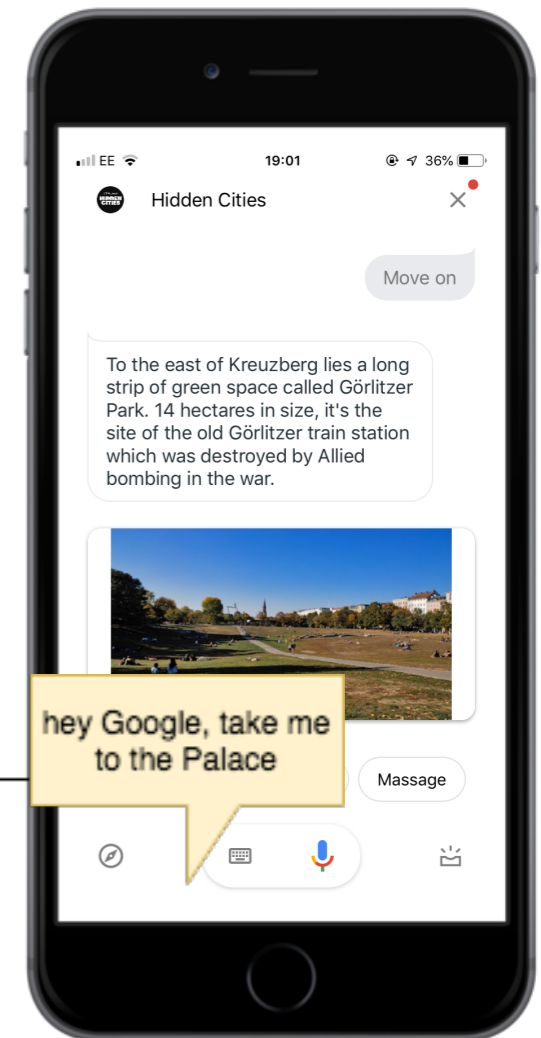 EE 19:01 36%
HIDDEN
CITIES
Hidden Cities
Move on
To the east of Kreuzberg lies a long
strip of green space called Görlitzer
Park. 14 hectares in size, it's the
site of the old Görlitzer train station
which was destroyed by Allied
bombing in the war.
hey Google, take me
to the Palace
Massage